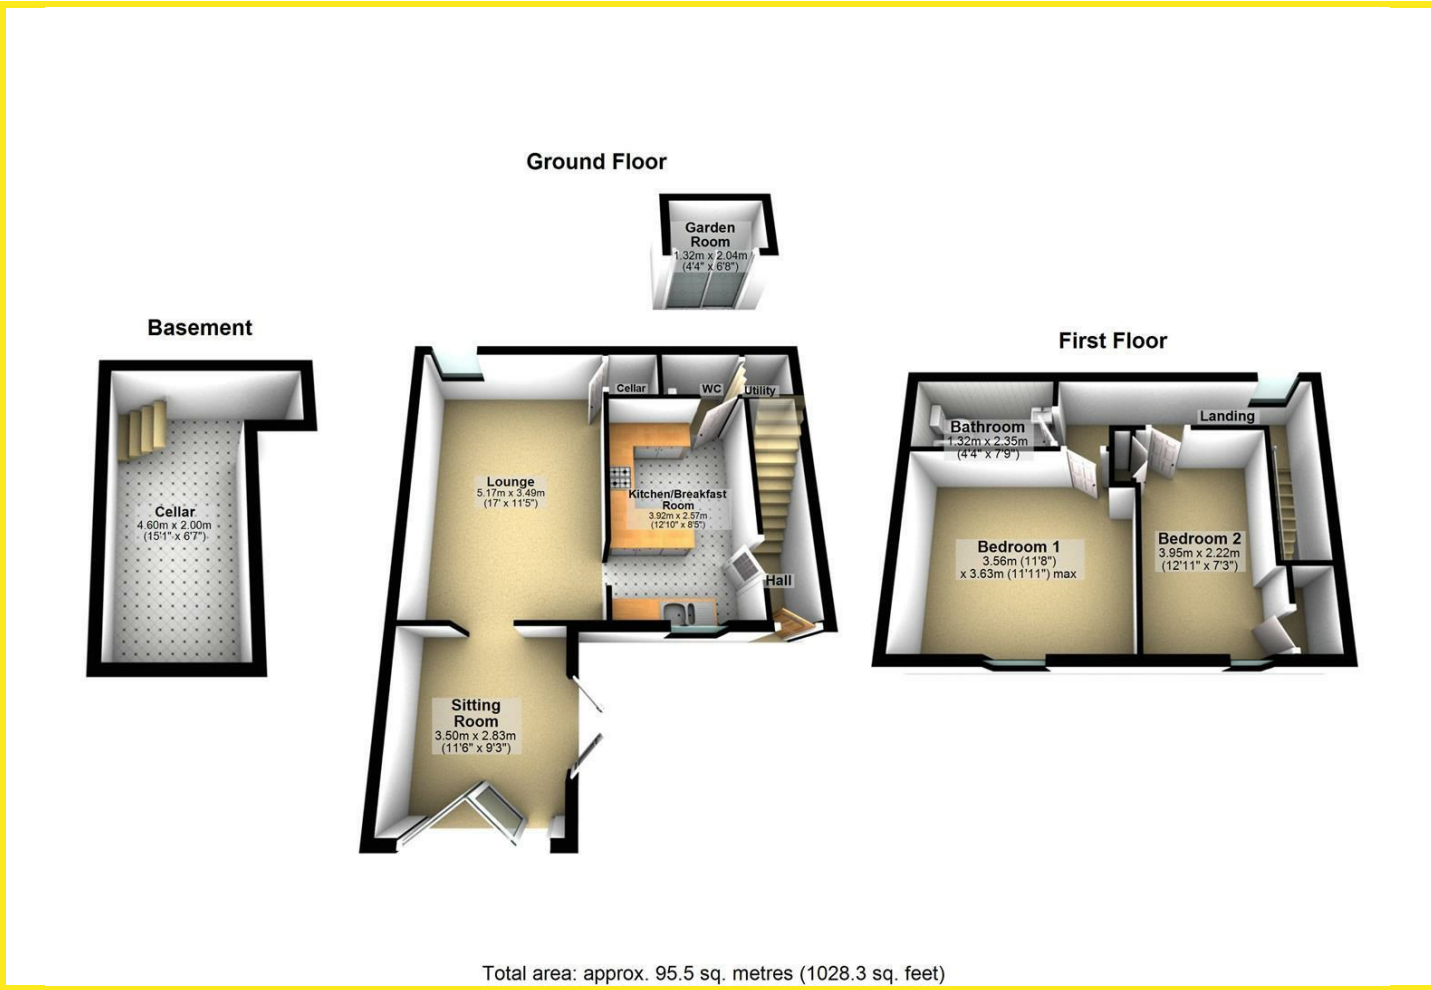 Ground Floor
Garden
Room
1.32m x 2.04m
(4'4" x 6'8")
Basement
Cellar
4.60m x 2.00m
(15'1" x 6'7")
Cellar
WC
Utility
Lounge
5.17m x 3.49m
(17' x 11'5")
Kitchen/Breakfast
Room
3.92m x 2.57m
(12'10" x 8'5")
Hall
Sitting
Room
3.50m x 2.83m
(11'6" x 9'3")
First Floor
Landing
Bathroom
1.32m x 2.35m
(4'4" x 7'9")
Bedroom 1
3.56m (11'8")
x 3.63m (11'11") max
Bedroom 2
3.95m x 2.22m
(12'11" x 7'3")
Total area: approx. 95.5 sq. metres (1028.3 sq. feet)